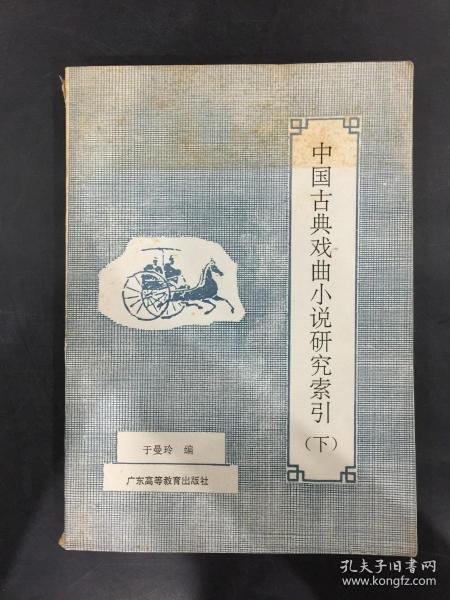 中国古典戏曲小说研究索引
（下）
于曼玲 编
广东高等教育出版社
孔夫子旧书网
www.kongfz.com